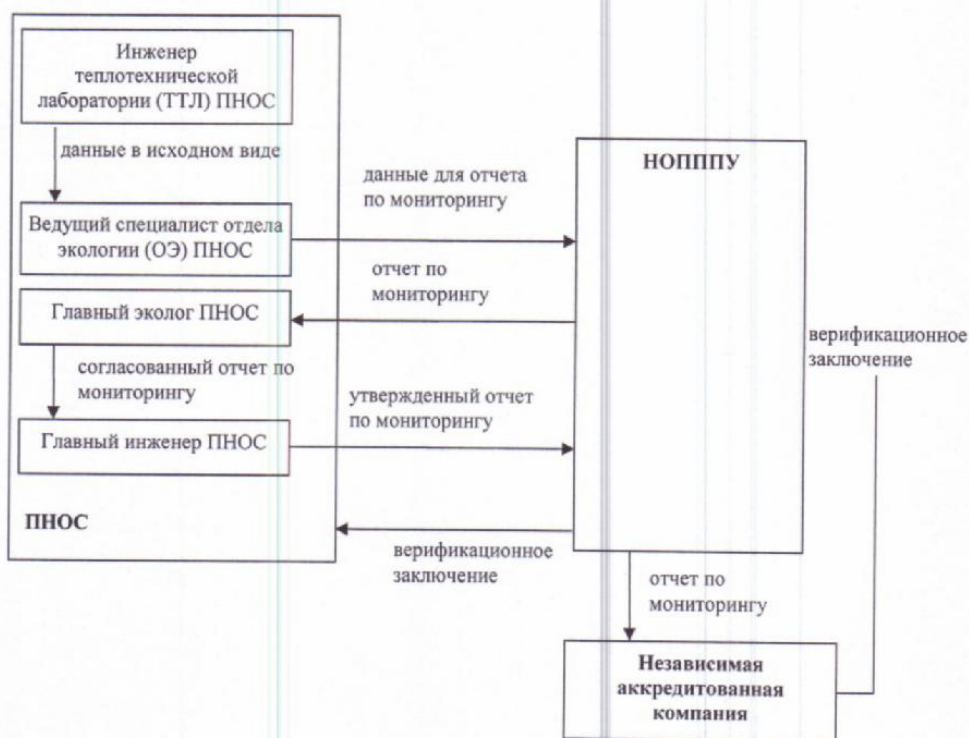 Инженер
теплотехнической
лаборатории (ТТЛ) ПНОС
данные в исходном виде
Ведущий специалист отдела
экологии (ОЭ) ПНОС
Главный эколог ПНОС
согласованный отчет по
мониторингу
Главный инженер ПНОС
ПНОС
данные для отчета
по мониторингу
отчет по
мониторингу
утвержденный отчет
по мониторингу
верификационное
заключение
НОПППУ
верификационное
заключение
отчет по
мониторингу
Независимая
аккредитованная
компания